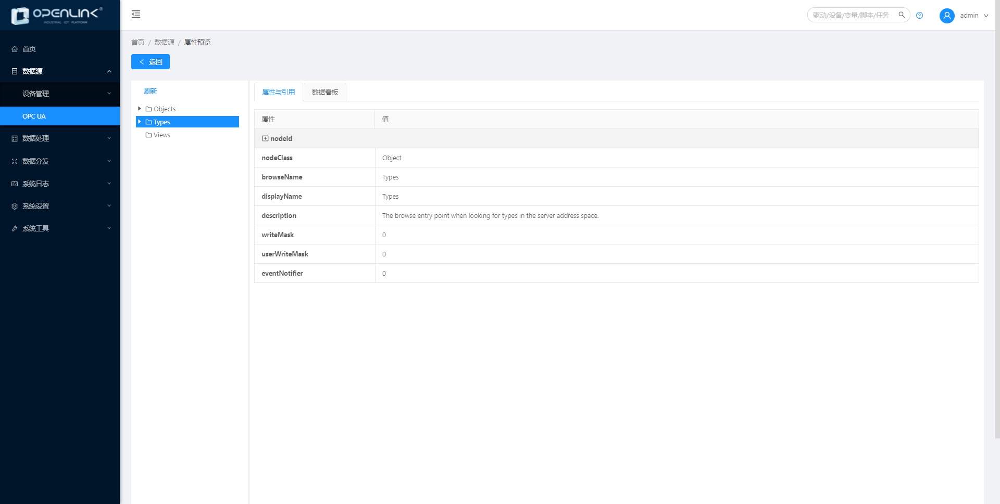 OPENLINK®
INDUSTRIAL IOT PLATFORM
驱动/设备/变量/脚本/任务
admin
首页
数据源
设备管理
OPC UA
数据处理
数据分发
系统日志
系统设置
系统工具
首页 / 数据源 / 属性预览
返回
刷新
Objects
Types
Views
属性与引用 数据看板
属性 值
nodeId
nodeClass Object
browseName Types
displayName Types
description The browse entry point when looking for types in the server address space.
writeMask 0
userWriteMask 0
eventNotifier 0